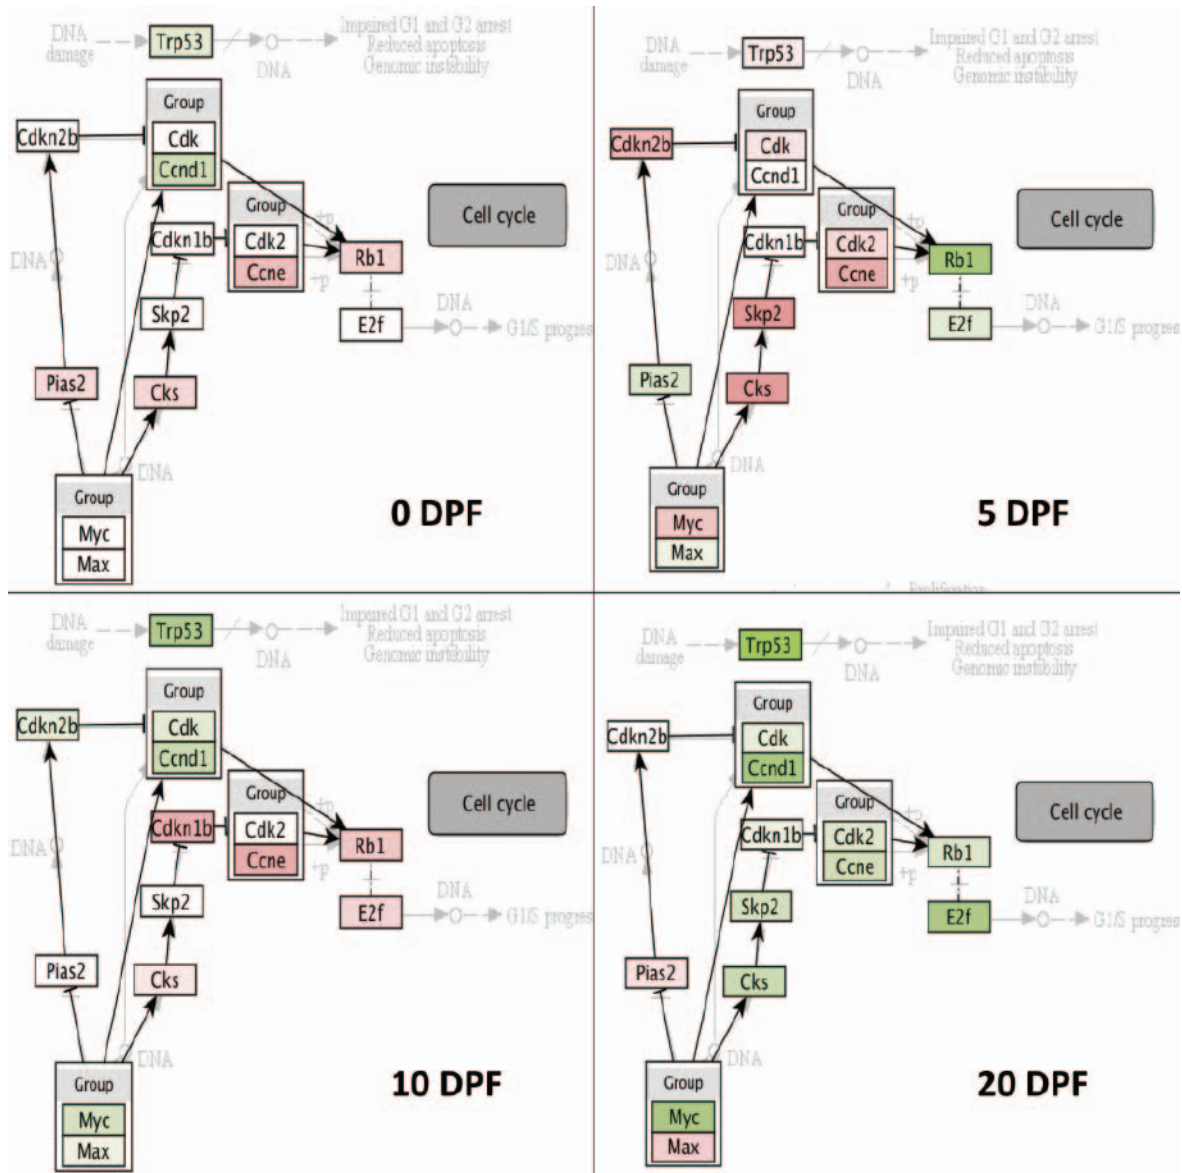 DNA damage
Trp53
DNA
Impaired G1 and G2 arrest
Reduced apoptosis
Genomic instability
Group
Cdk
Ccnd1
Cdkn2b
Group
Cdk2
Ccne
Cdkn1b
+p
+p
Rb1
Cell cycle
DNA
Skp2
E2f
DNA
G1/S progres
Pias2
Cks
DNA
Group
Myc
Max
0 DPF
DNA damage
Trp53
DNA
Impaired G1 and G2 arrest
Reduced apoptosis
Genomic instability
Group
Cdk
Ccnd1
Cdkn2b
Group
Cdk2
Ccne
Cdkn1b
+p
+p
Rb1
Cell cycle
DNA
Skp2
E2f
DNA
G1/S progres
Pias2
Cks
DNA
Group
Myc
Max
5 DPF
Proliferation
DNA damage
Trp53
DNA
Impaired G1 and G2 arrest
Reduced apoptosis
Genomic instability
Group
Cdk
Ccnd1
Cdkn2b
Group
Cdk2
Ccne
Cdkn1b
+p
+p
Rb1
Cell cycle
DNA
Skp2
E2f
DNA
G1/S progres
Pias2
Cks
DNA
Group
Myc
Max
10 DPF
DNA damage
Trp53
DNA
Impaired G1 and G2 arrest
Reduced apoptosis
Genomic instability
Group
Cdk
Ccnd1
Cdkn2b
Group
Cdk2
Ccne
Cdkn1b
+p
+p
Rb1
Cell cycle
DNA
Skp2
E2f
DNA
G1/S progres
Pias2
Cks
DNA
Group
Myc
Max
20 DPF